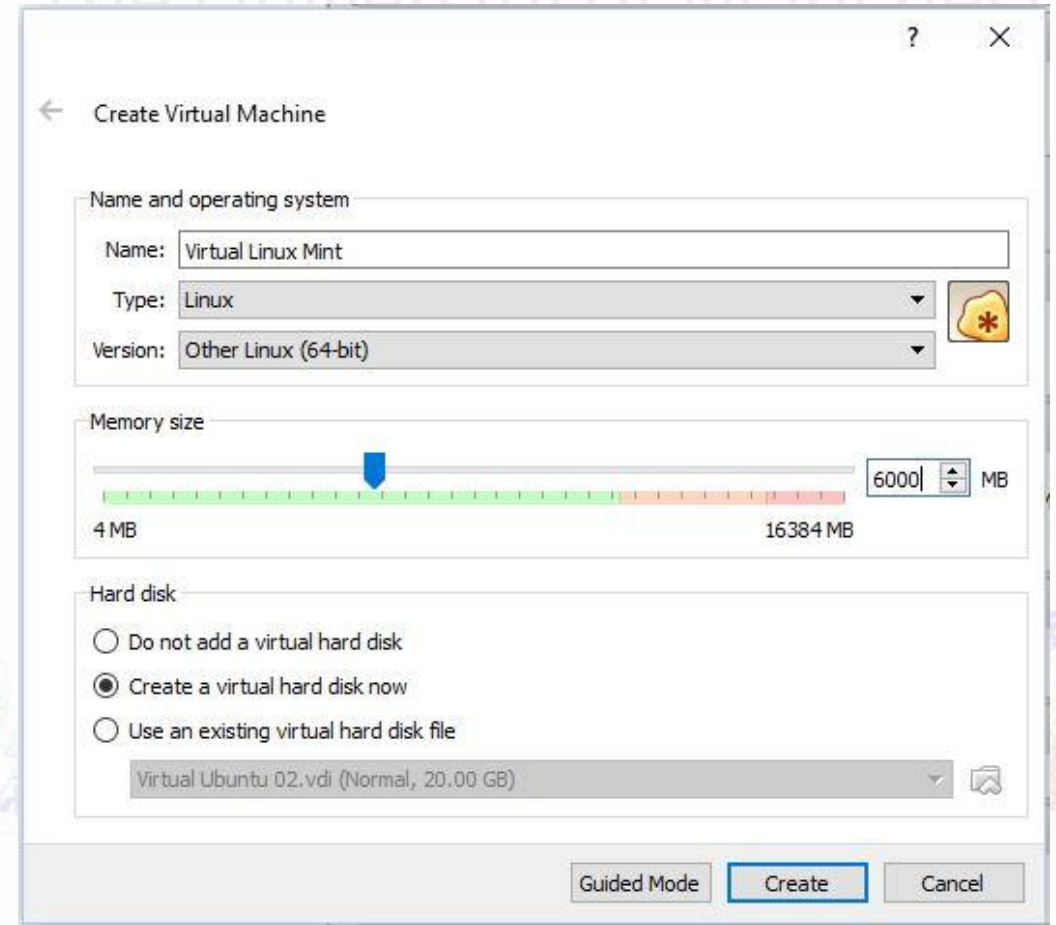 ?
Create Virtual Machine
Name and operating system
Name: Virtual Linux Mint
Type: Linux
Version: Other Linux (64-bit)
Memory size
6000 MB
4 MB 16384 MB
Hard disk
Do not add a virtual hard disk
Create a virtual hard disk now
Use an existing virtual hard disk file
Virtual Ubuntu 02.vdi (Normal, 20.00 GB)
Guided Mode Create Cancel